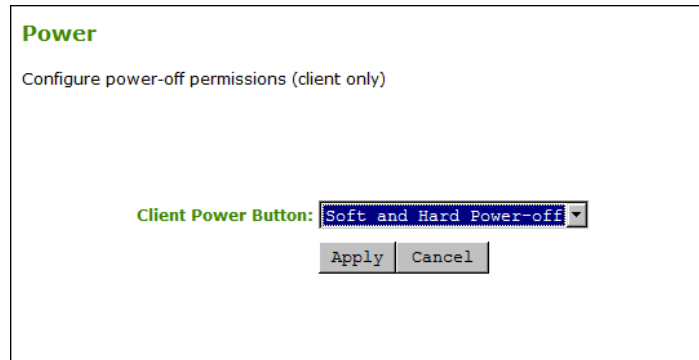 Power
Configure power-off permissions (client only)
Client Power Button: Soft and Hard Power-off
Apply Cancel